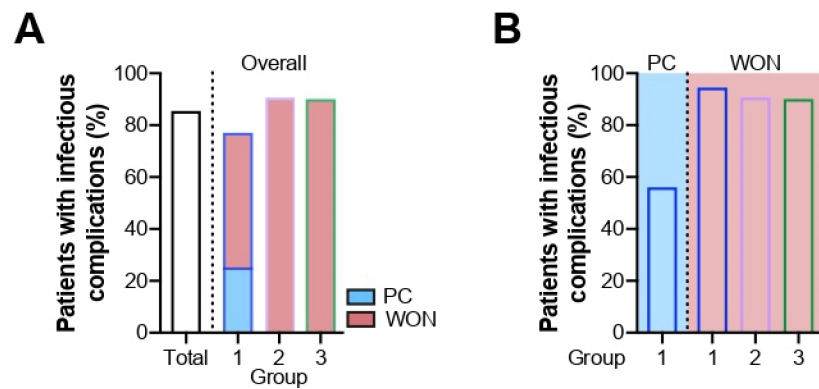 A
Patients with infectious
complications (%)
Overall
100
80
60
40
20
0
Total
1
2
3
Group
PC
WON
B
Patients with infectious
complications (%)
PC
WON
100
80
60
40
20
0
Group
1
1
2
3